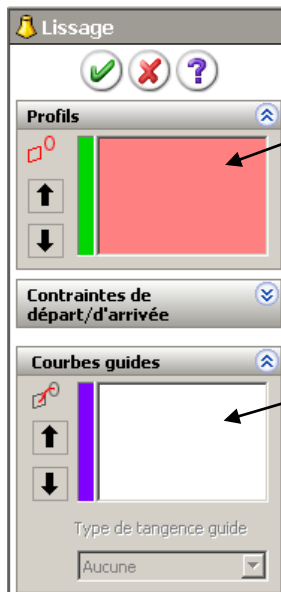 Lissage
?
Profils
Contraintes de
départ/d'arrivée
Courbes guides
Type de tangence guide
Aucune